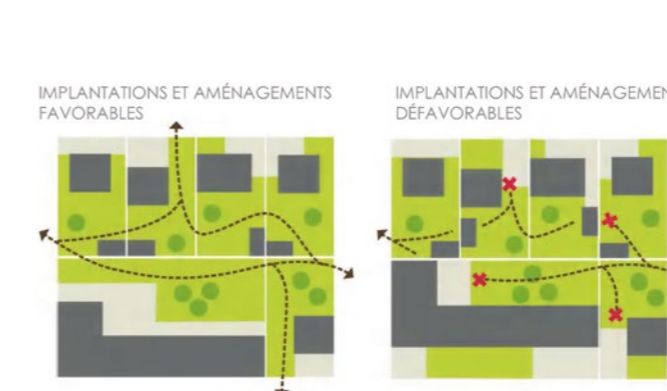 IMPLANTATIONS ET AMÉNAGEMENTS
FAVORABLES
IMPLANTATIONS ET AMÉNAGEMEN
DÉFAVORABLES